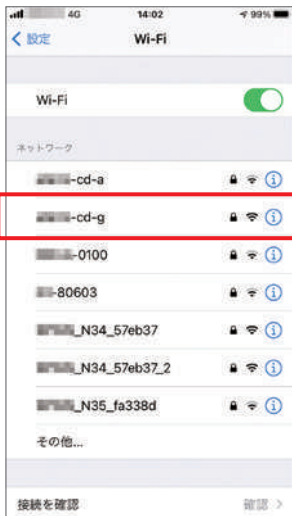 4G 14:02 99%
設定 Wi-Fi
Wi-Fi
ネットワーク
-cd-a
-cd-g
-0100
-80603
_N34_57eb37
_N34_57eb37_2
_N35_fa338d
その他...
接続を確認 確認